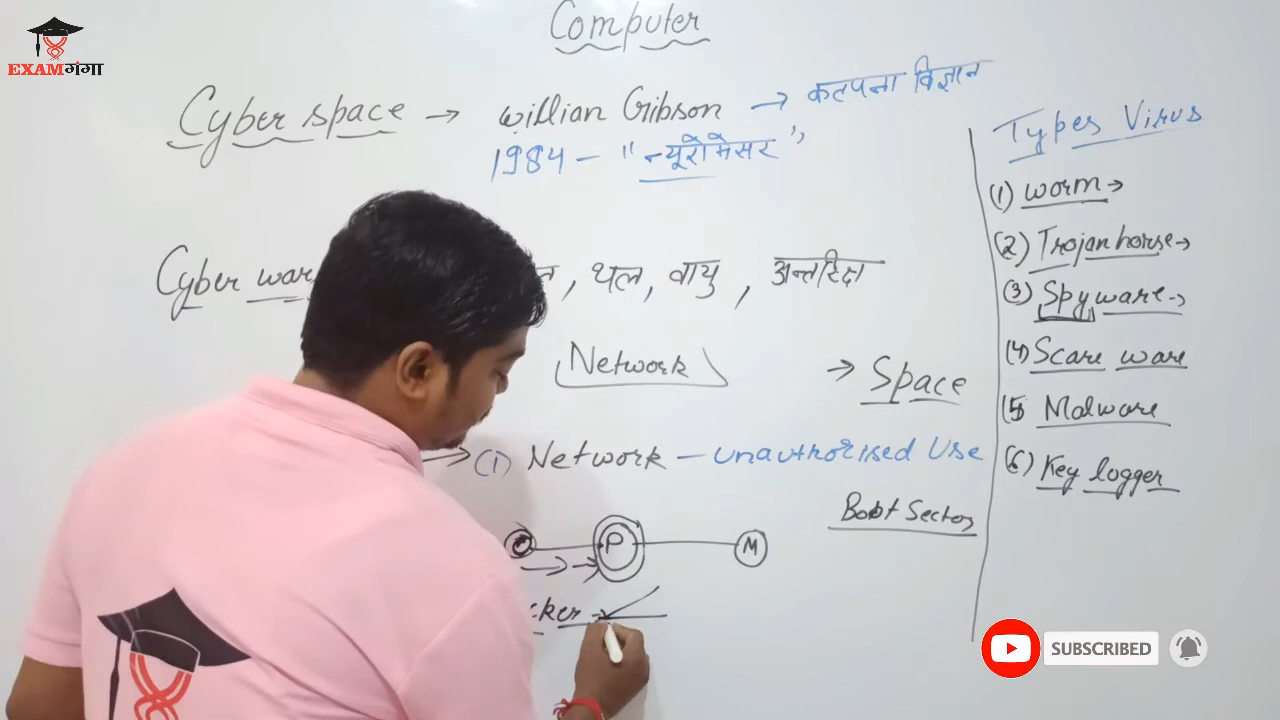 EXAMगंगा
Computer
Cyber space → Willian Gibson → कल्पना विज्ञान
1984 - "न्यूरोमेसर"
Cyber war , थल, वायु , अन्तरिक्ष
Network
→ Space
→ (1) Network - Unauthorised Use
Boot Sector
P M
cker →
Types Virus
(1) worm →
(2) Trojan horse →
(3) Spyware →
(4) Scare ware
(5) Malware
(6) Key logger
SUBSCRIBED